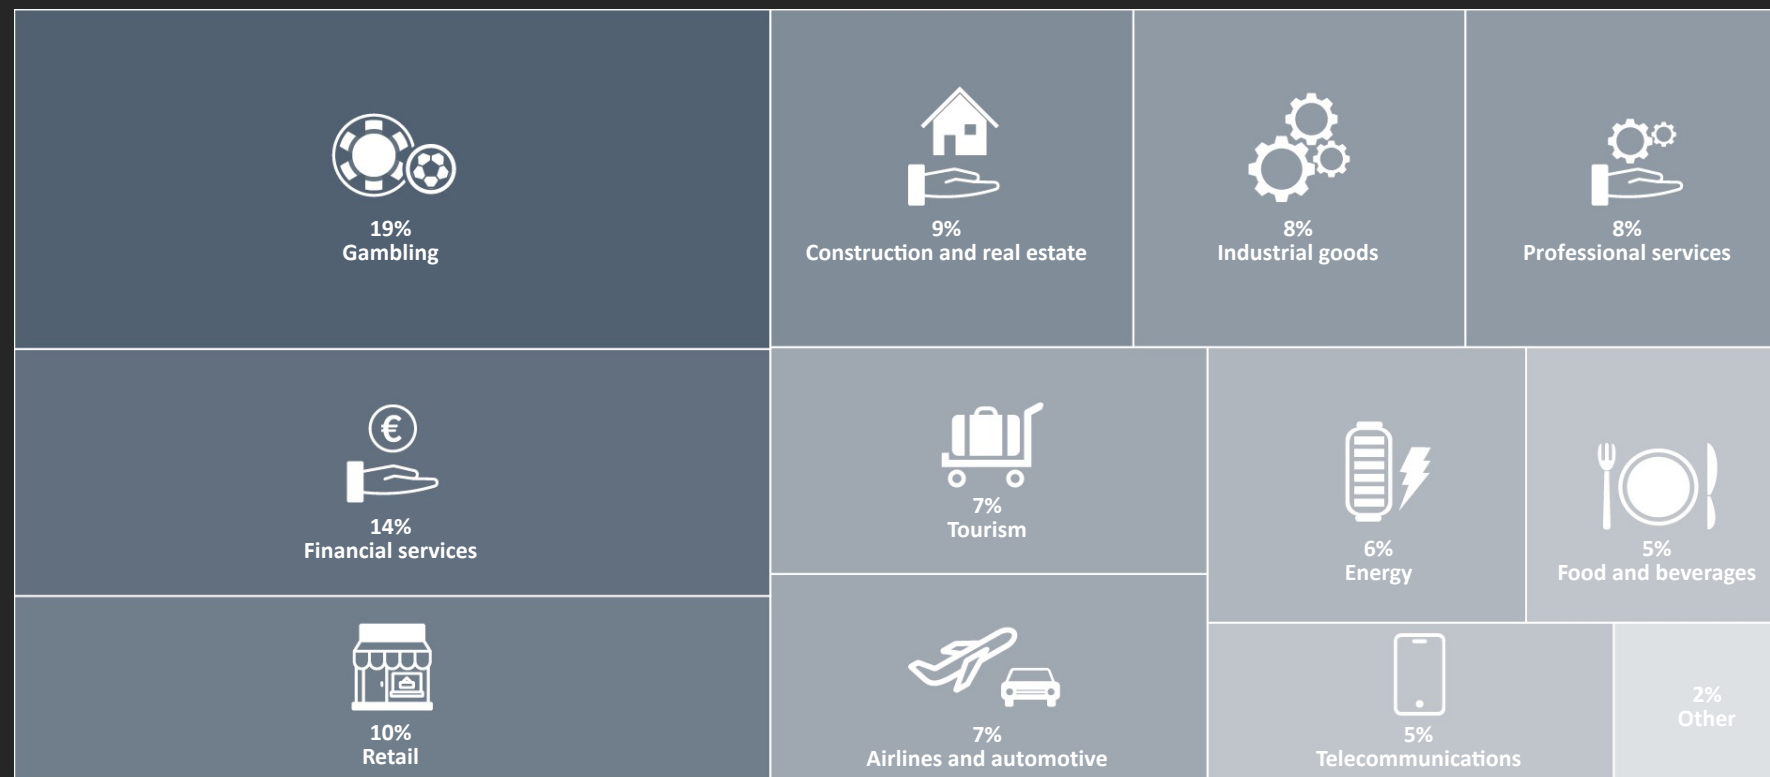 19%
Gambling
9%
Construction and real estate
8%
Industrial goods
8%
Professional services
€
14%
Financial services
7%
Tourism
6%
Energy
5%
Food and beverages
10%
Retail
7%
Airlines and automotive
5%
Telecommunications
2%
Other